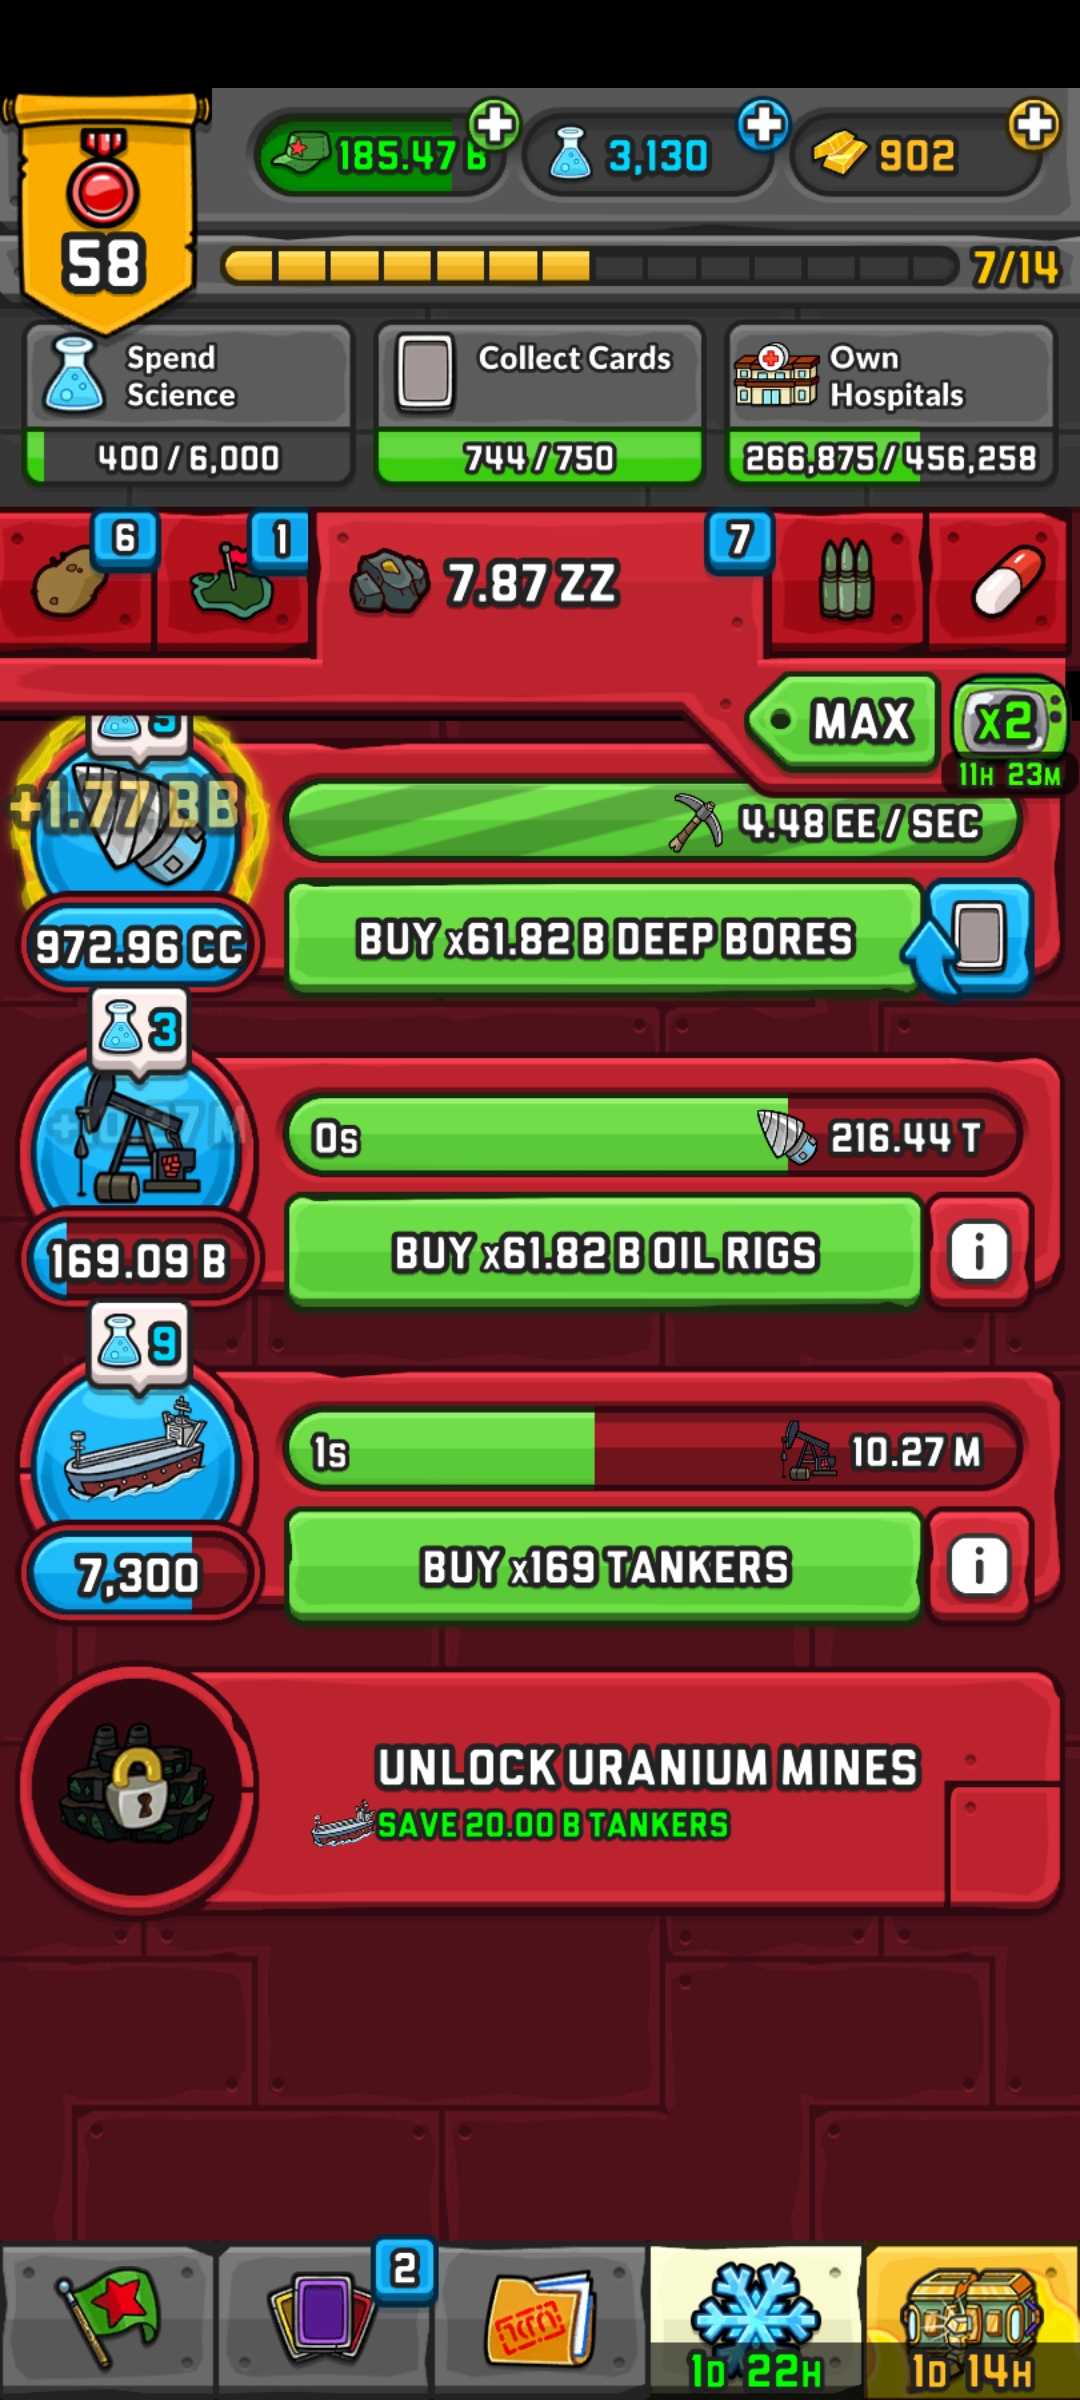 185.47 B
3,130
902
58
7/14
Spend
Science
400 / 6,000
Collect Cards
744 / 750
Own
Hospitals
266,875 / 456,258
6
1
7.87 ZZ
7
MAX
x2
11H 23M
+1.77 BB
4.48 EE / SEC
972.96 CC
BUY x61.82 B DEEP BORES
3
+10.27 M
0s
216.44 T
169.09 B
BUY x61.82 B OIL RIGS
i
9
1s
10.27 M
7,300
BUY x169 TANKERS
i
UNLOCK URANIUM MINES
SAVE 20.00 B TANKERS
2
1D 22H
1D 14H